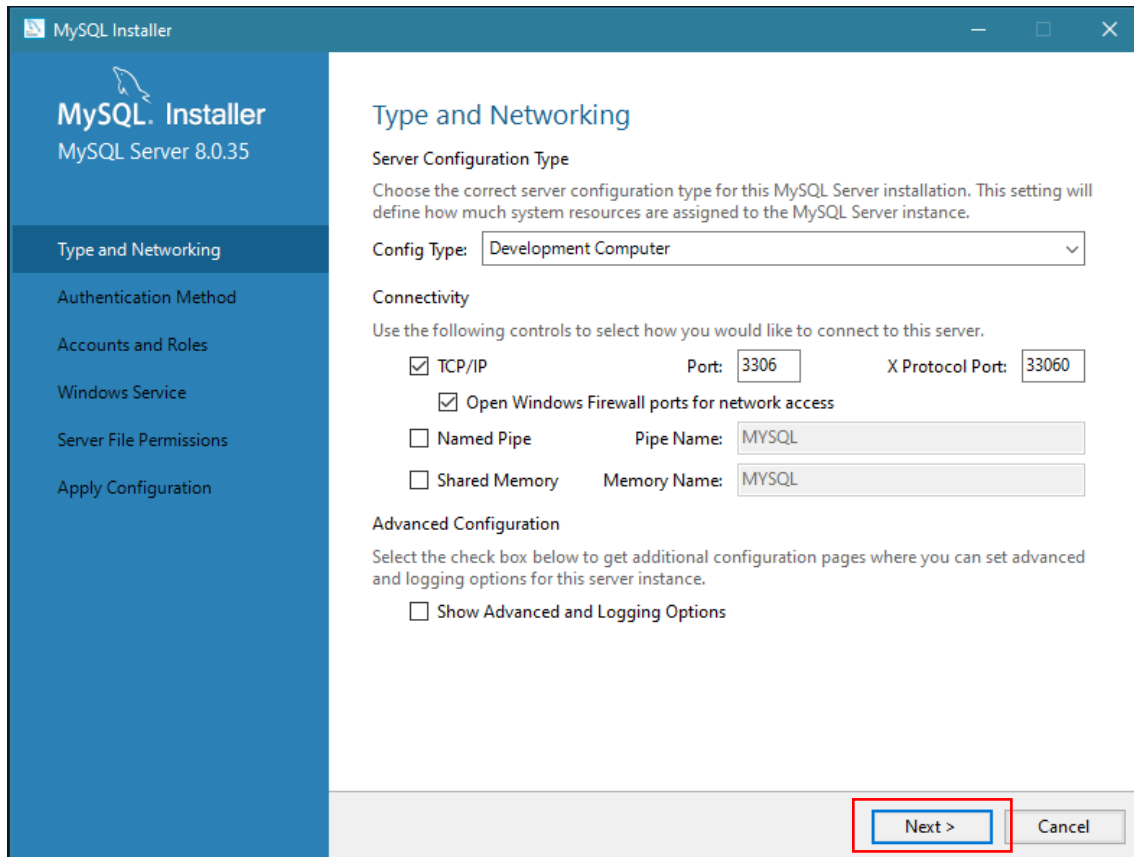 MySQL Installer
MySQL. Installer
MySQL Server 8.0.35
Type and Networking
Authentication Method
Accounts and Roles
Windows Service
Server File Permissions
Apply Configuration
Type and Networking
Server Configuration Type
Choose the correct server configuration type for this MySQL Server installation. This setting will
define how much system resources are assigned to the MySQL Server instance.
Config Type: Development Computer
Connectivity
Use the following controls to select how you would like to connect to this server.
TCP/IP Port: 3306 X Protocol Port: 33060
Open Windows Firewall ports for network access
Named Pipe Pipe Name: MYSQL
Shared Memory Memory Name: MYSQL
Advanced Configuration
Select the check box below to get additional configuration pages where you can set advanced
and logging options for this server instance.
Show Advanced and Logging Options
Next > Cancel